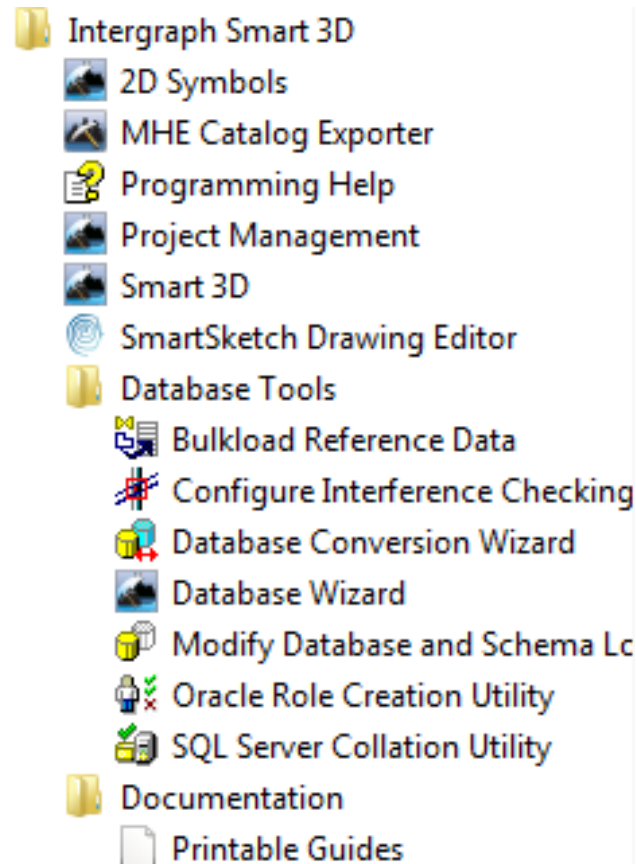 Intergraph Smart 3D
2D Symbols
MHE Catalog Exporter
Programming Help
Project Management
Smart 3D
SmartSketch Drawing Editor
Database Tools
Bulkload Reference Data
Configure Interference Checking
Database Conversion Wizard
Database Wizard
Modify Database and Schema Lc
Oracle Role Creation Utility
SQL Server Collation Utility
Documentation
Printable Guides